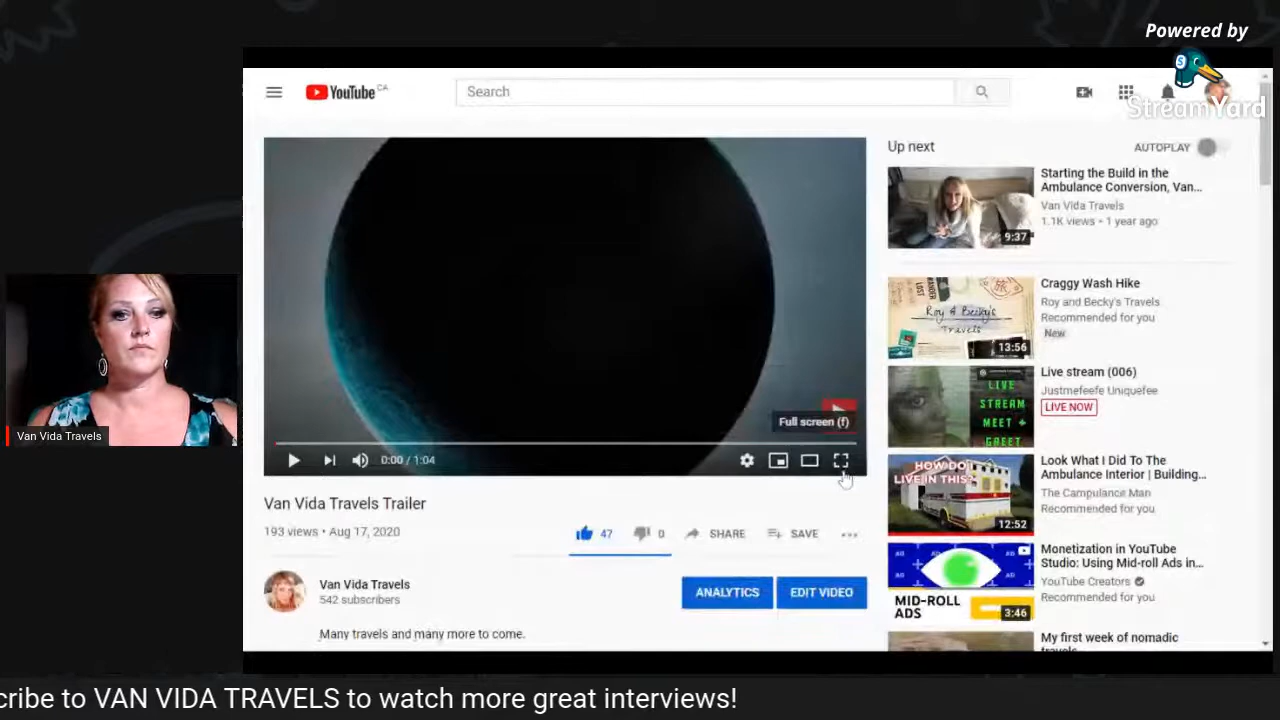 Powered by
StreamYard
YouTube CA
Search
Up next
AUTOPLAY
Starting the Build in the
Ambulance Conversion, Van...
Van Vida Travels
1.1K views • 1 year ago
9:37
Craggy Wash Hike
Roy and Becky's Travels
Recommended for you
New
Roy & Becky's
Travels
13:56
Live stream (006)
Justmefeefe Uniquefee
LIVE NOW
LIVE
STREAM
MEET +
GREET
Look What I Did To The
Ambulance Interior | Building...
The Campulance Man
Recommended for you
HOW DO I
LIVE IN THIS?
12:52
Monetization in YouTube
Studio: Using Mid-roll Ads in...
YouTube Creators
Recommended for you
MID-ROLL
ADS
3:46
My first week of nomadic
travels
Full screen (f)
0:00 / 1:04
Van Vida Travels Trailer
193 views • Aug 17, 2020
47
0
SHARE
SAVE
Van Vida Travels
542 subscribers
ANALYTICS
EDIT VIDEO
Many travels and many more to come.
Van Vida Travels
cribe to VAN VIDA TRAVELS to watch more great interviews!